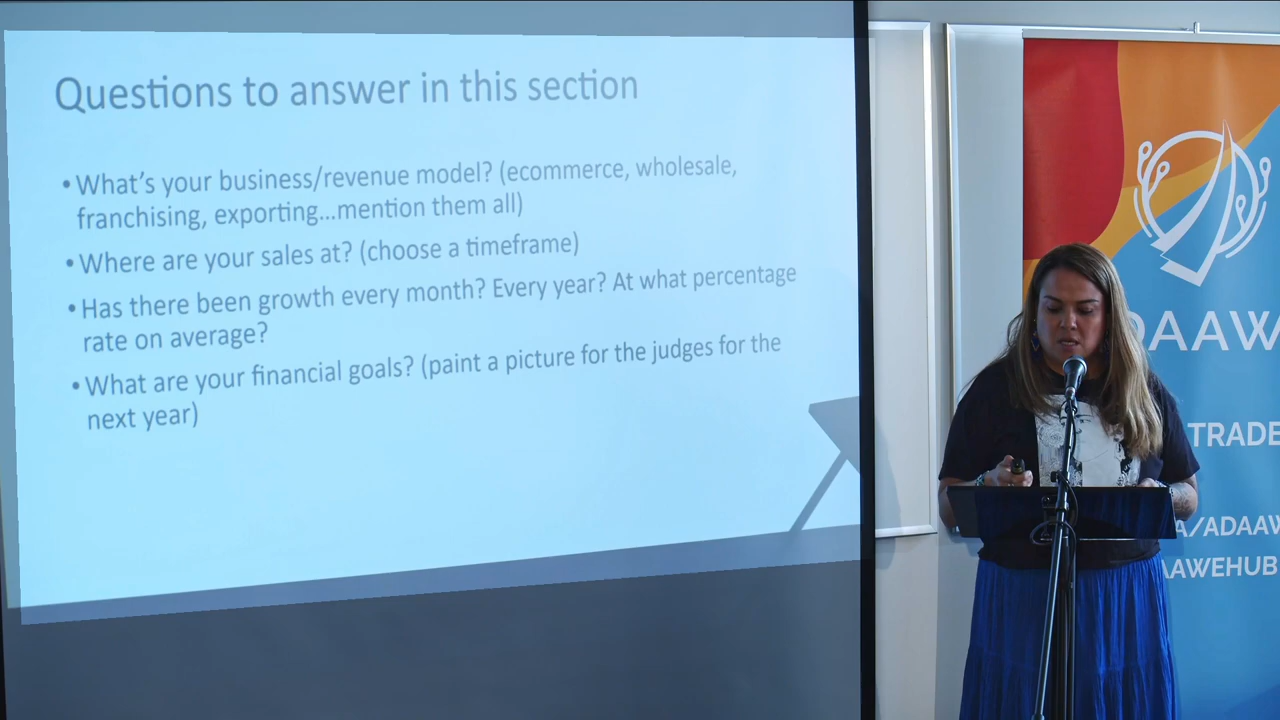 Questions to answer in this section
• What's your business/revenue model? (ecommerce, wholesale,
franchising, exporting...mention them all)
• Where are your sales at? (choose a timeframe)
• Has there been growth every month? Every year? At what percentage
rate on average?
• What are your financial goals? (paint a picture for the judges for the
next year)
DAAW
TRADE
A/ADAAW
AAWEHUB